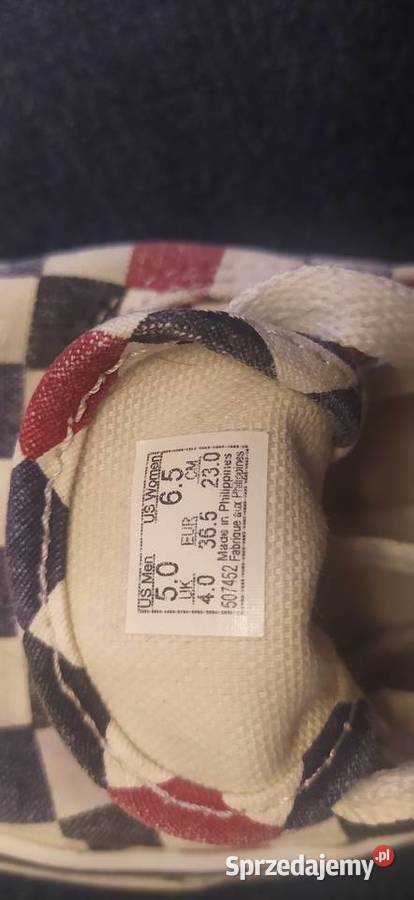 US Men US Women
5.0 6.5
UK EUR CM
4.0 36.5 23.0
Made in Philippines
507452 Fabriqué aux Philippines
Sprzedajemy.pl